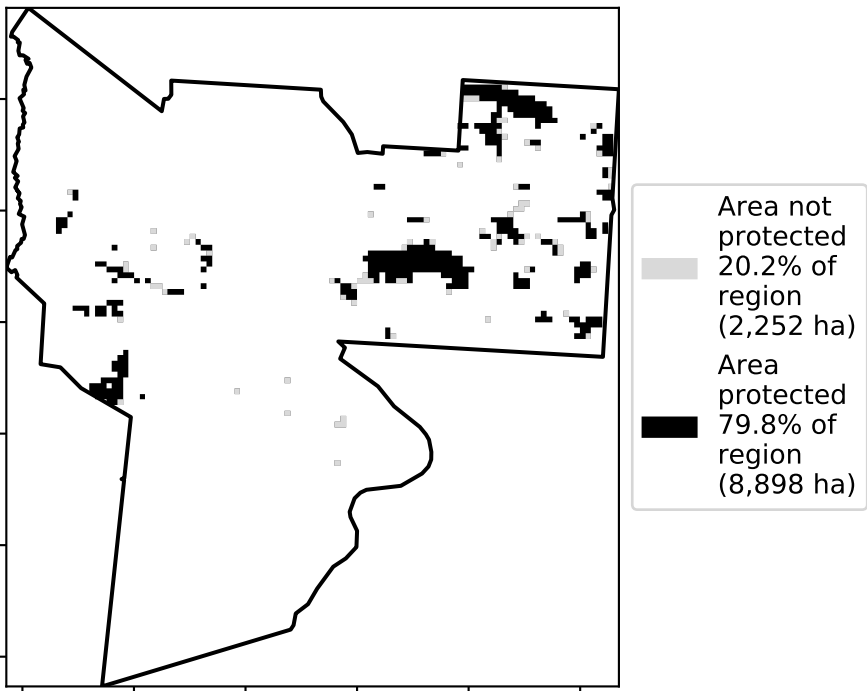 Area not
protected
20.2% of
region
(2,252 ha)
Area
protected
79.8% of
region
(8,898 ha)